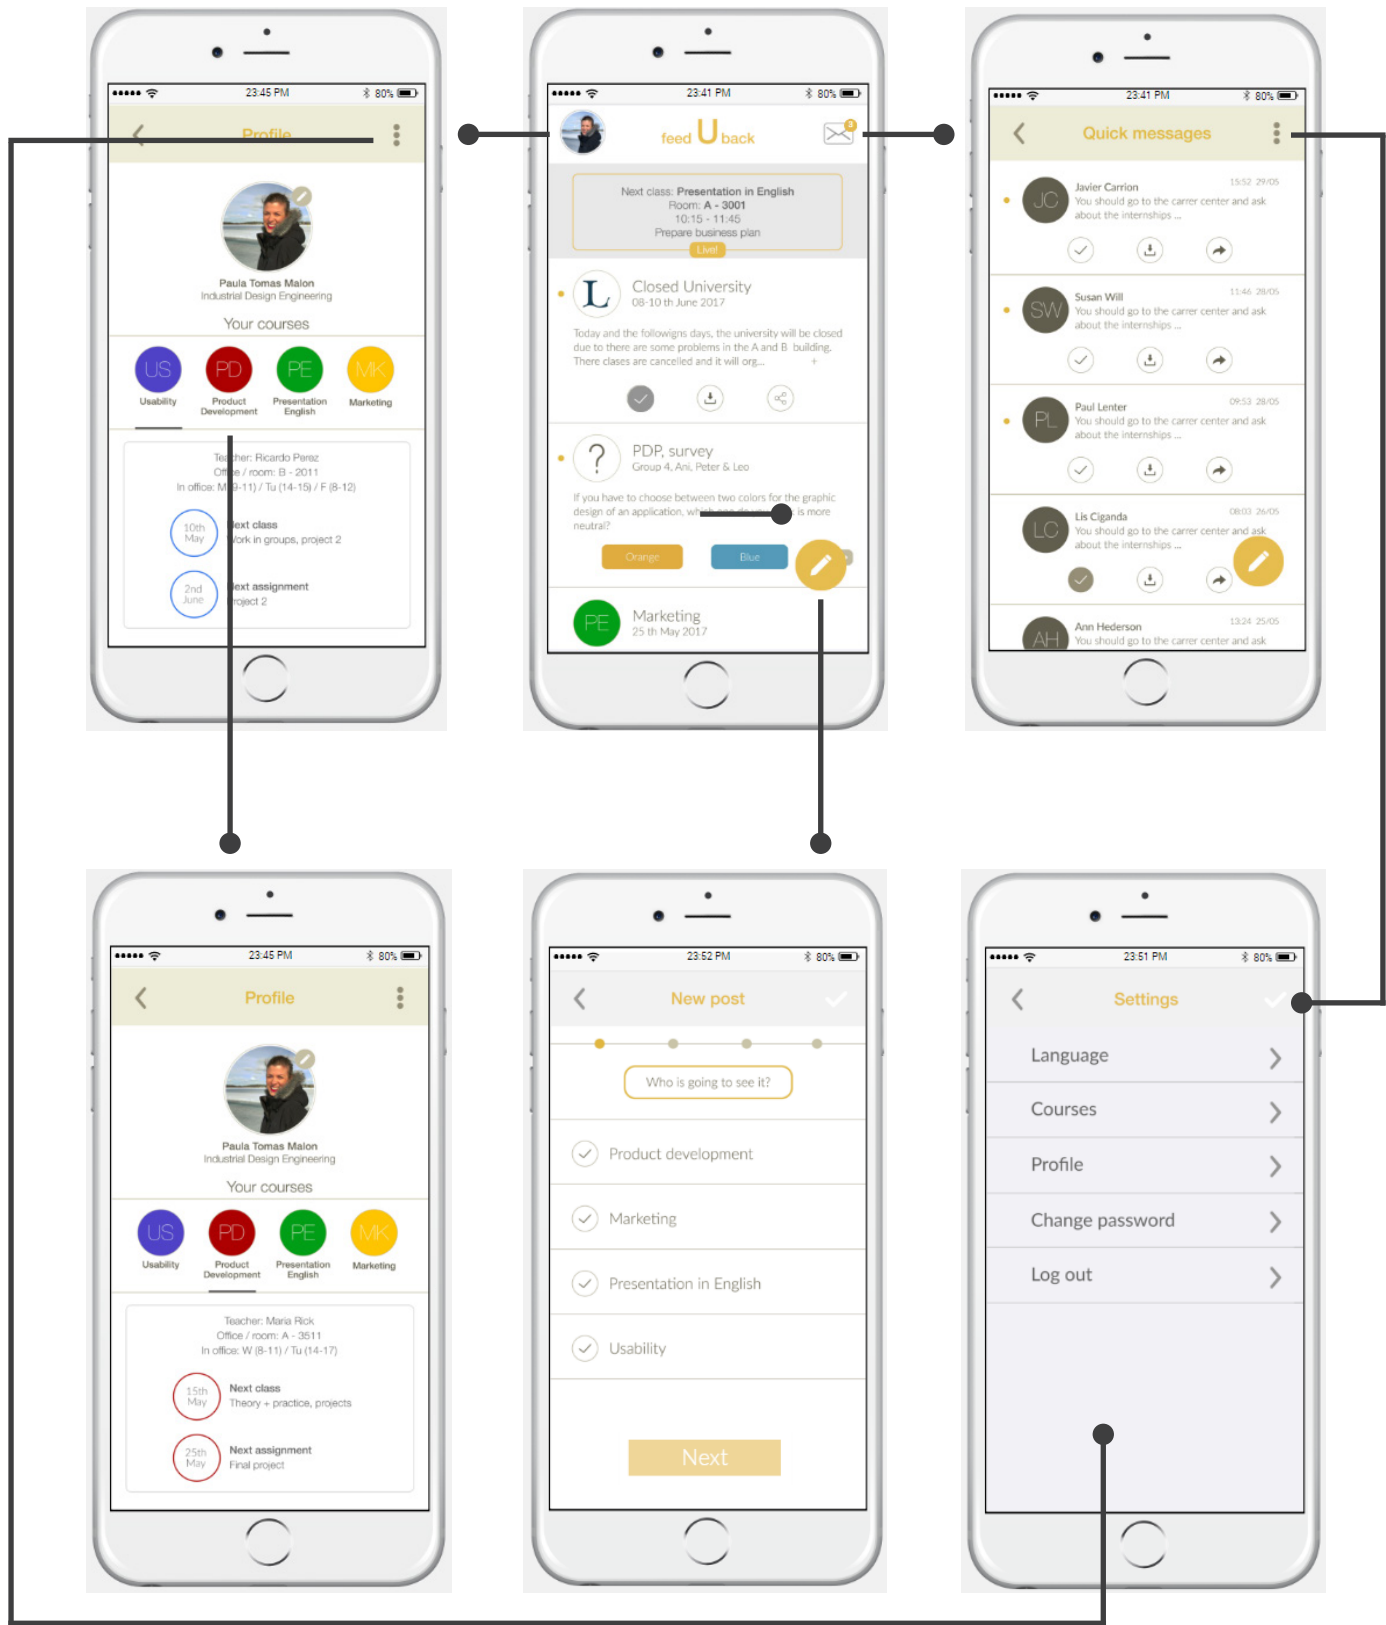 23:45 PM
80%
Profile
Paula Tomas Malon
Industrial Design Engineering
Your courses
US
PD
PE
MK
Usability
Product Development
Presentation English
Marketing
Teacher: Ricardo Perez
Office / room: B - 2011
In office: M (9-11) / Tu (14-15) / F (8-12)
10th May
Next class
Work in groups, project 2
2nd June
Next assignment
Project 2
23:41 PM
80%
feed U back
3
Next class: Presentation in English
Room: A - 3001
10:15 - 11:45
Prepare business plan
Live!
L
Closed University
08-10 th June 2017
Today and the followigns days, the university will be closed
due to there are some problems in the A and B building.
There clases are cancelled and it will org... +
?
PDP, survey
Group 4, Ani, Peter & Leo
If you have to choose between two colors for the graphic
design of an application, which is more
neutral?
Orange
Blue
PE
Marketing
25 th May 2017
23:41 PM
80%
Quick messages
JC
Javier Carrion
15:52 29/05
You should go to the carrer center and ask
about the internships ...
SW
Susan Will
11:46 28/05
You should go to the carrer center and ask
about the internships ...
PL
Paul Lenter
09:53 28/05
You should go to the carrer center and ask
about the internships ...
LC
Lis Ciganda
08:03 26/05
You should go to the carrer center and ask
about the internships ...
AH
Ann Hederson
13:24 25/05
You should go to the carrer center and ask
23:45 PM
80%
Profile
Paula Tomas Malon
Industrial Design Engineering
Your courses
US
PD
PE
MK
Usability
Product Development
Presentation English
Marketing
Teacher: Maria Rick
Office / room: A - 3511
In office: W (8-11) / Tu (14-17)
15th May
Next class
Theory + practice, projects
25th May
Next assignment
Final project
23:52 PM
80%
New post
Who is going to see it?
Product development
Marketing
Presentation in English
Usability
Next
23:51 PM
80%
Settings
Language
Courses
Profile
Change password
Log out